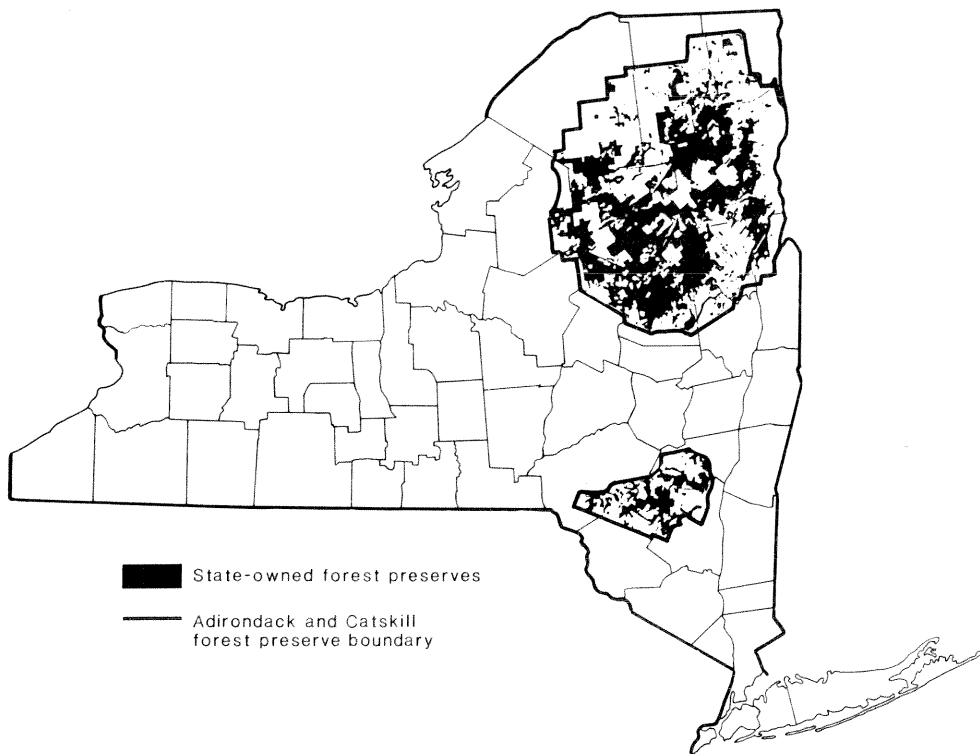 State-owned forest preserves
Adirondack and Catskill
forest preserve boundary